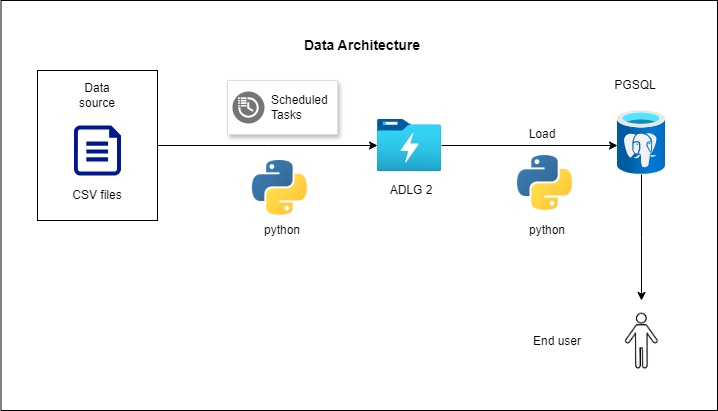 Data Architecture
Data
source
CSV files
Scheduled
Tasks
python
ADLG 2
Load
python
PGSQL
End user